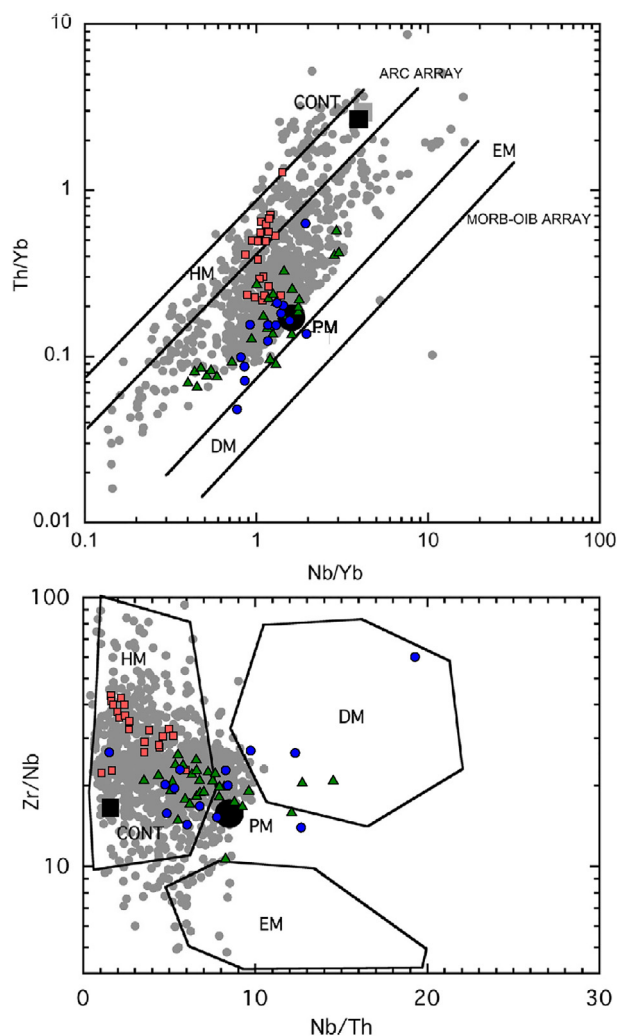 10
ARC ARRAY
CONT
EM
1
MORB-OIB ARRAY
Th/Yb
HM
PM
0.1
DM
0.01
0.1
1
10
100
Nb/Yb
100
HM
DM
Zr/Nb
CONT
PM
10
EM
0
10
20
30
Nb/Th